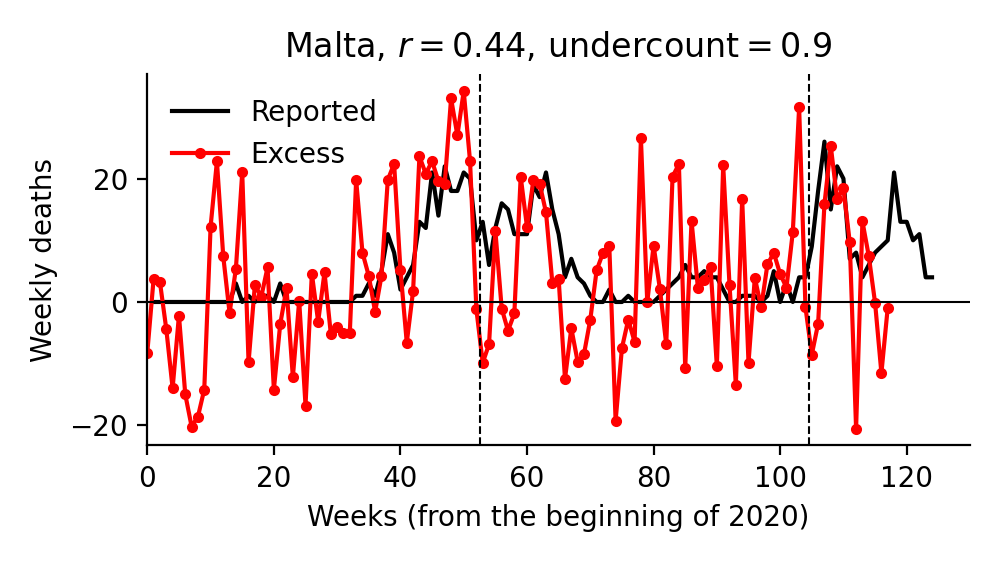 Malta, r = 0.44, undercount = 0.9
Reported
Excess
Weekly deaths
20
0
−20
0 20 40 60 80 100 120
Weeks (from the beginning of 2020)